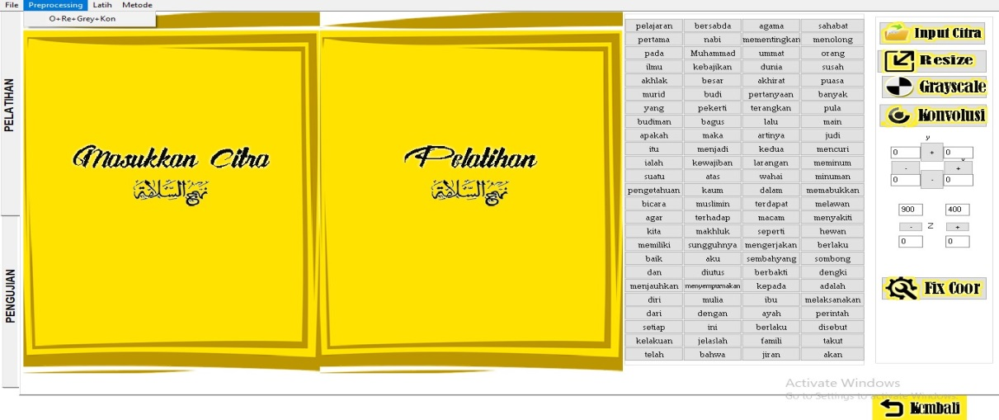 File Preprocessing Latih Metode
O+Re+Grey+Kon
PELATIHAN
PENGUJIAN
Masukkan Citra
نهج السلامة
Pelatihan
نهج السلامة
pelajaran bersabda agama sahabat
pertama nabi mementingkan menolong
pada Muhammad ummat orang
ilmu kebajikan dunia susah
akhlak besar akhirat puasa
murid budi pertanyaan banyak
yang pekerti terangkan pula
budiman bagus lalu main
apakah maka artinya judi
itu menjadi kedua mencuri
ialah kewajiban larangan meminum
suatu atas wahai minuman
pengetahuan kaum dalam memabukkan
bicara muslimin terdapat melawan
agar terhadap macam menyakiti
kita makhluk seperti hewan
memiliki sungguhnya mengerjakan berlaku
baik aku sembahyang sombong
dan diutus berbakti dengki
menjauhkan menyempurnakan kepada adalah
diri mulia ibu melaksanakan
dari dengan ayah perintah
setiap ini berlaku disebut
kelakuan jelaslah famili takut
telah bahwa jiran akan
Input Citra
Resize
Grayscale
Konvolusi
y
0 + 0
- x +
0 - 0
900 400
- Z +
0 0
Fix Coor
Activate Windows
Go to Settings to activate Windows.
Kembali